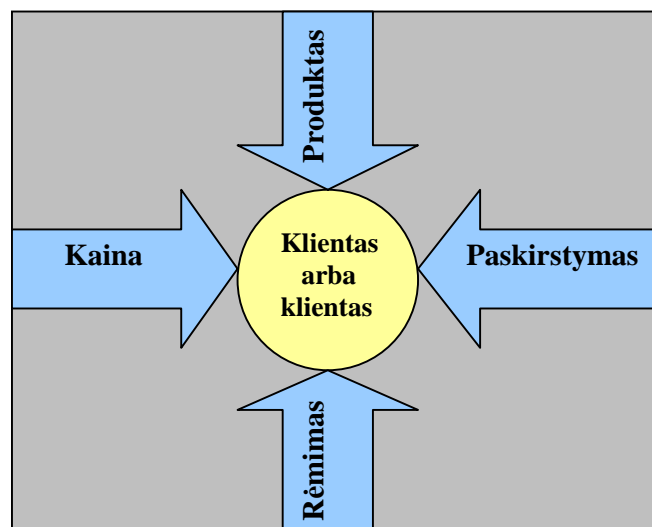 Produktas
Kaina
Klientas
arba
klientas
Paskirstymas
Rėmimas